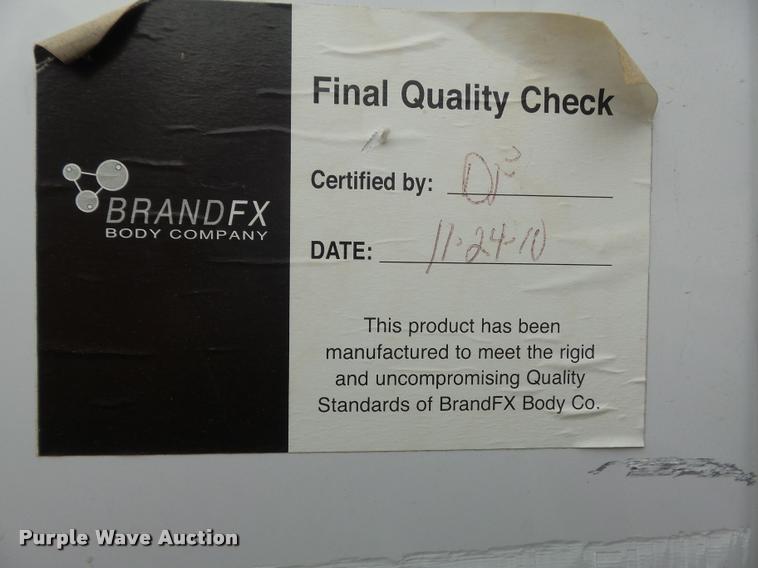 BRANDFX
BODY COMPANY
Final Quality Check
Certified by:
DATE: 11-24-10
This product has been
manufactured to meet the rigid
and uncompromising Quality
Standards of BrandFX Body Co.
Purple Wave Auction